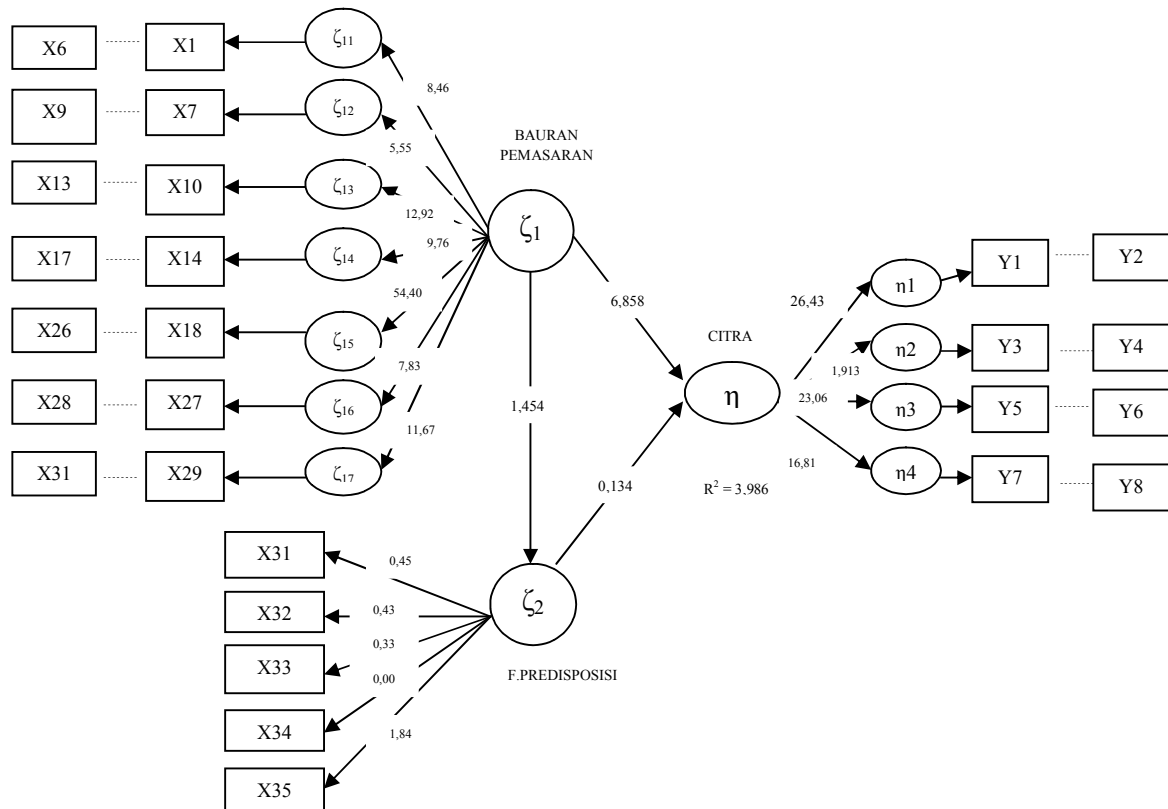 X6
X1
ζ11
8,46
X9
X7
ζ12
5,55
BAURAN
PEMASARAN
X13
X10
ζ13
12,92
ζ1
X17
X14
ζ14
9,76
54,40
6,858
26,43
η1
Y1
Y2
X26
X18
ζ15
7,83
CITRA
η2
1,913
Y3
Y4
X28
X27
ζ16
11,67
1,454
η
23,06
η3
Y5
Y6
X31
X29
ζ17
0,134
R² = 3,986
16,81
η4
Y7
Y8
X31
0,45
X32
0,43
ζ2
X33
0,33
0,00
F.PREDISPOSISI
X34
1,84
X35